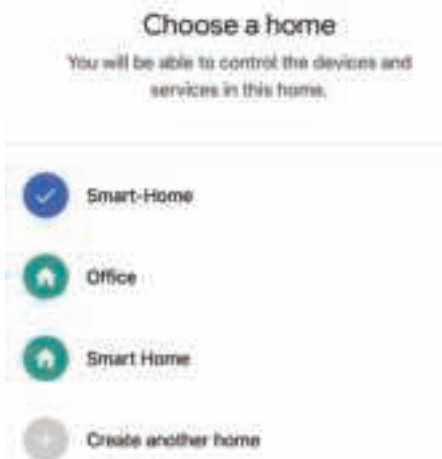 Choose a home
You will be able to control the devices and
services in this home.
Smart-Home
Office
Smart Home
Create another home